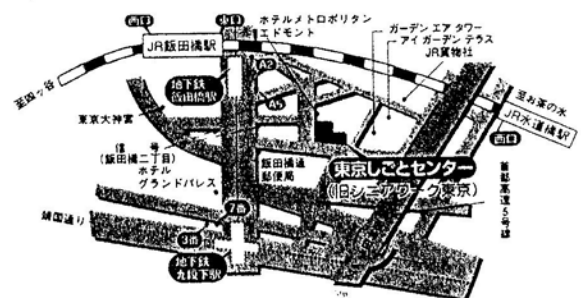 西口
東口
JR飯田橋駅
ホテルメトロポリタン
エドモント
ガーデン エア タワー
アイ ガーデン テラス
JR貨物社
至四ッ谷
地下鉄
飯田橋駅
A2
A5
東京大神宮
至お茶の水
JR水道橋駅
西口
信号
(飯田橋二丁目)
ホテル
グランドパレス
飯田橋
郵便局
東京しごとセンター
(旧シニアワーク東京)
首都高速5号線
靖国通り
7番
3番
地下鉄
九段下駅